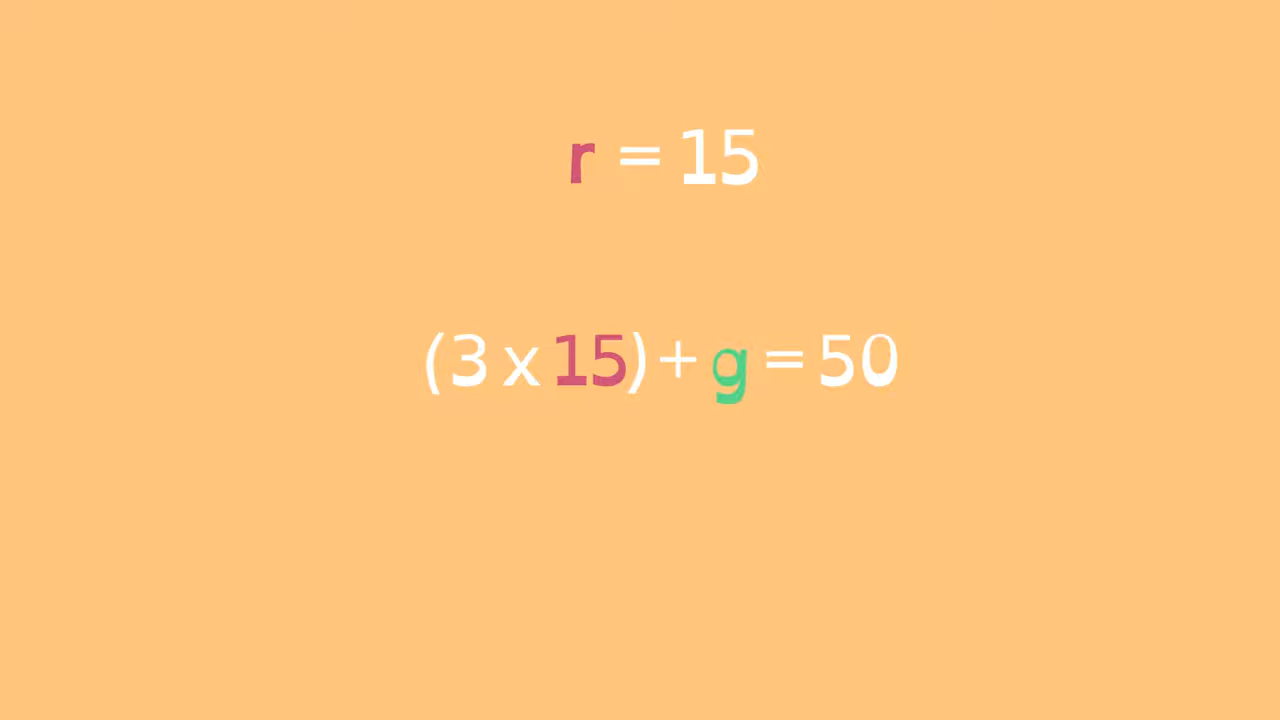 r = 15
(3 x 15) + g = 50